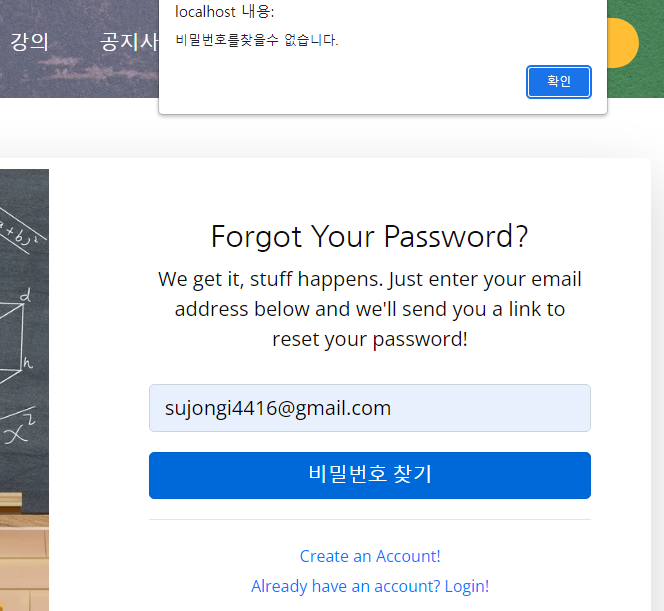 localhost 내용:
비밀번호를찾을수 없습니다.
확인
강의 공지사
a+b)²
d
h
x²
Forgot Your Password?
We get it, stuff happens. Just enter your email
address below and we'll send you a link to
reset your password!
sujongi4416@gmail.com
비밀번호 찾기
Create an Account!
Already have an account? Login!